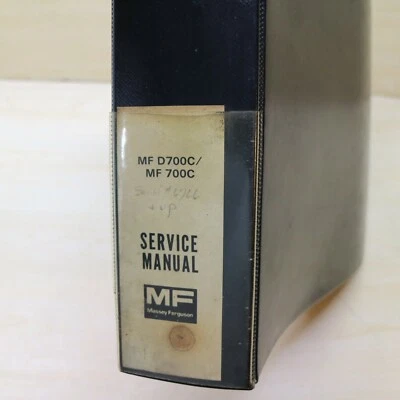 MF D700C/
MF 700C
SERVICE
MANUAL
MF
Massey Ferguson